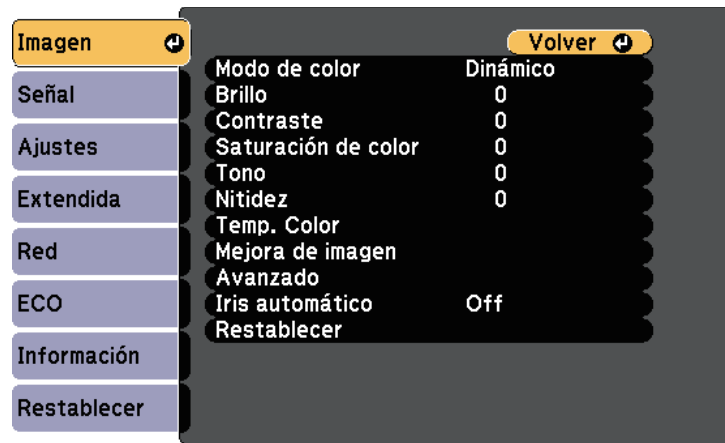 Imagen
Señal
Ajustes
Extendida
Red
ECO
Información
Restablecer
Volver
Modo de color Dinámico
Brillo 0
Contraste 0
Saturación de color 0
Tono 0
Nitidez 0
Temp. Color
Mejora de imagen
Avanzado
Iris automático Off
Restablecer